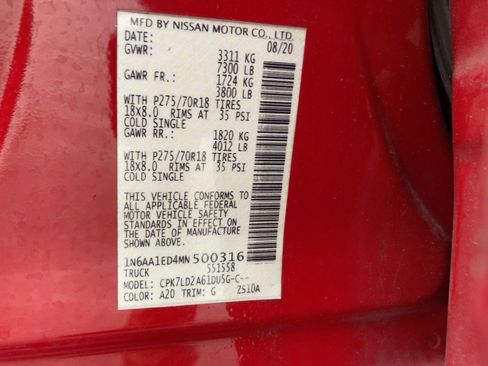 MFD BY NISSAN MOTOR CO., LTD.
DATE: 08/20
GVWR: 3311 KG
7300 LB
GAWR FR.: 1724 KG
3800 LB
WITH P275/70R18 TIRES
18x8.0 RIMS AT 35 PSI
COLD SINGLE
GAWR RR.: 1820 KG
4012 LB
WITH P275/70R18 TIRES
18x8.0 RIMS AT 35 PSI
COLD SINGLE
THIS VEHICLE CONFORMS TO
ALL APPLICABLE FEDERAL
MOTOR VEHICLE SAFETY
STANDARDS IN EFFECT ON
THE DATE OF MANUFACTURE
SHOWN ABOVE.
1N6AA1ED4MN500316
TRUCK 551558
MODEL: CPK7LD2A61DU5G-C--
COLOR: A20 TRIM: G ZS10A